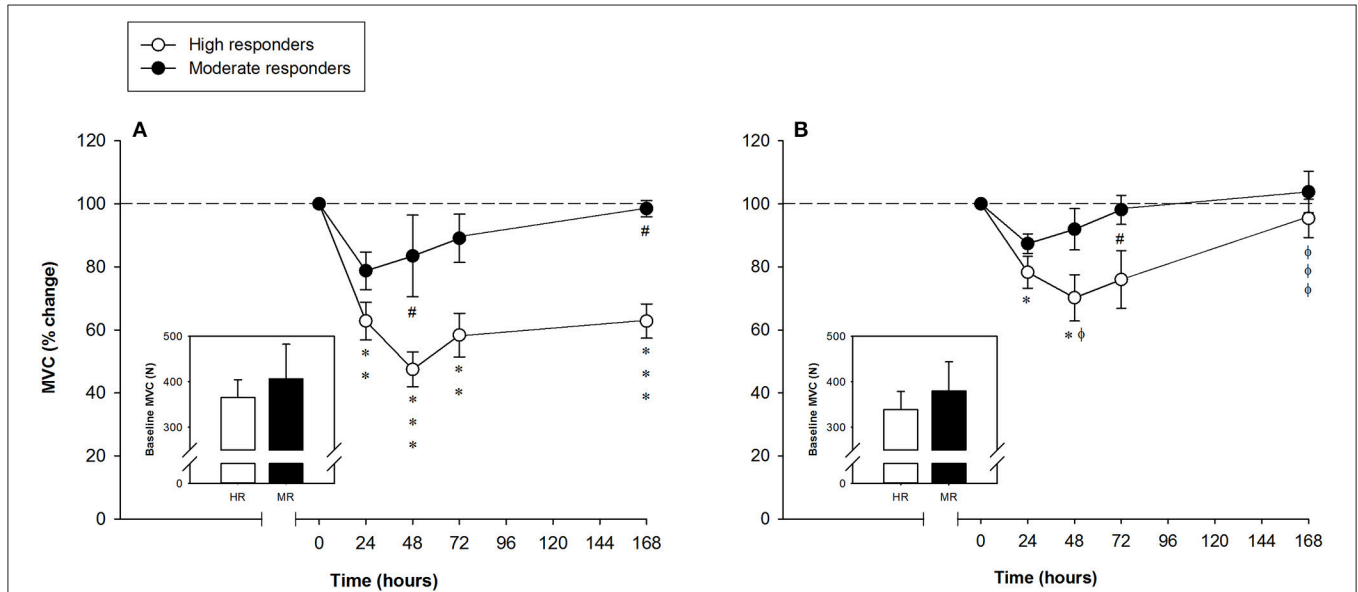 High responders
Moderate responders
A
120
100
80
60
40
20
0
MVC (% change)
#
#
* *
* * *
* *
* * *
500
400
300
0
Baseline MVC (N)
HR
MR
0 24 48 72 96 120 144 168
Time (hours)
B
120
100
80
60
40
20
0
#
*
* ϕ
ϕ ϕ ϕ
500
400
300
0
Baseline MVC (N)
HR
MR
0 24 48 72 96 120 144 168
Time (hours)